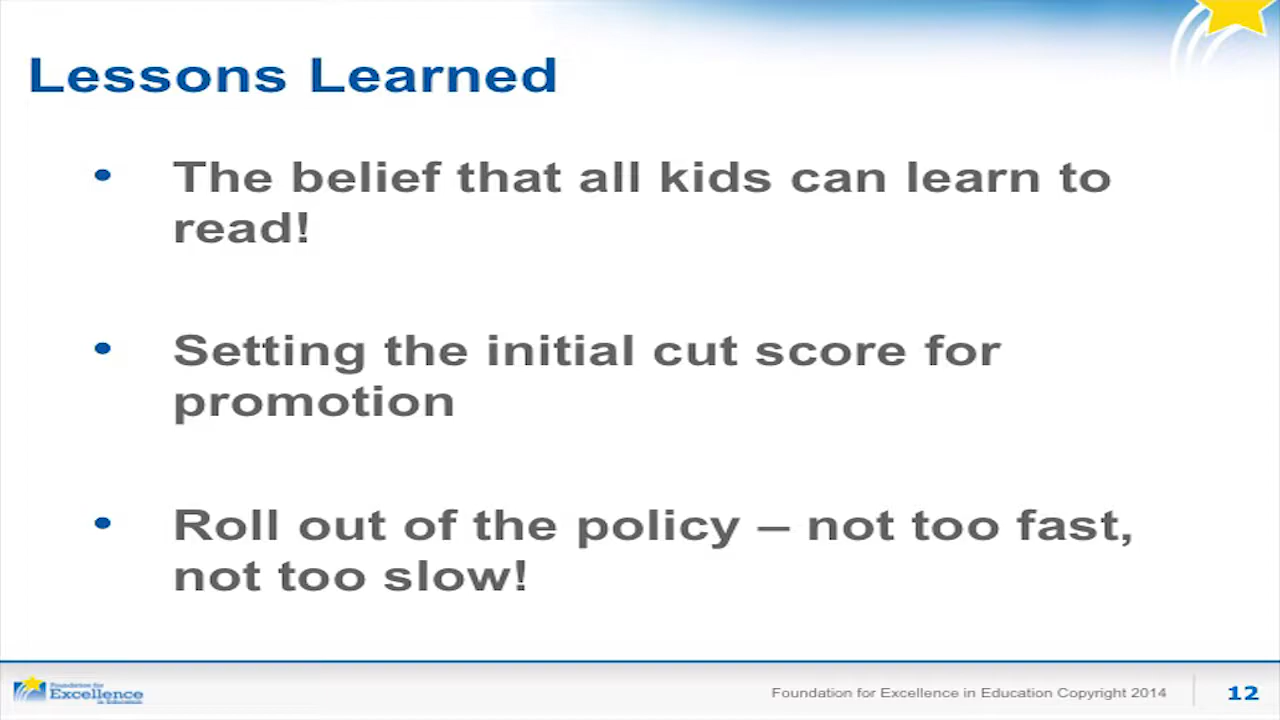 Lessons Learned
• The belief that all kids can learn to
read!
• Setting the initial cut score for
promotion
• Roll out of the policy – not too fast,
not too slow!
Foundation for
Excellence
in Education
Foundation for Excellence in Education Copyright 2014
12